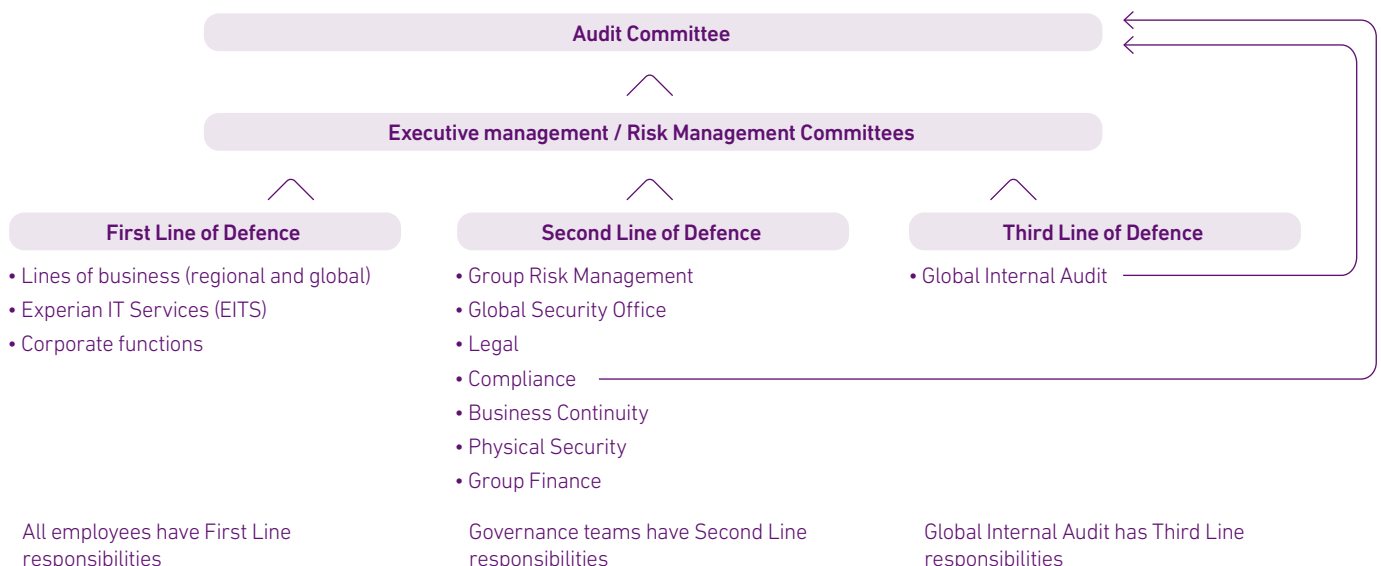 Audit Committee
Executive management / Risk Management Committees
First Line of Defence
• Lines of business (regional and global)
• Experian IT Services (EITS)
• Corporate functions
All employees have First Line
responsibilities
Second Line of Defence
• Group Risk Management
• Global Security Office
• Legal
• Compliance
• Business Continuity
• Physical Security
• Group Finance
Governance teams have Second Line
responsibilities
Third Line of Defence
• Global Internal Audit
Global Internal Audit has Third Line
responsibilities